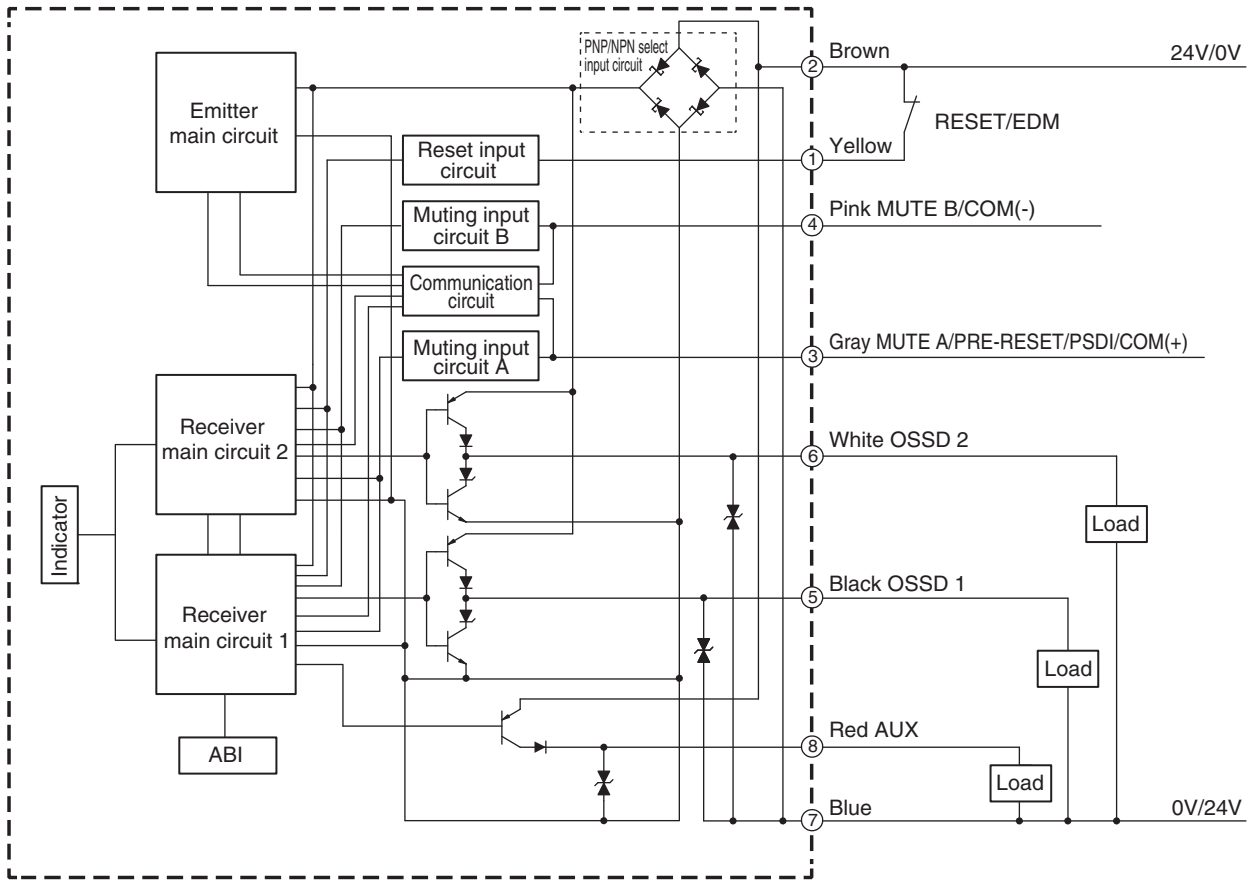 PNP/NPN select
input circuit
Emitter
main circuit
Reset input
circuit
Muting input
circuit B
Communication
circuit
Muting input
circuit A
Receiver
main circuit 2
Indicator
Receiver
main circuit 1
ABI
2
Brown
24V/0V
RESET/EDM
1
Yellow
4
Pink MUTE B/COM(-)
3
Gray MUTE A/PRE-RESET/PSDI/COM(+)
6
White OSSD 2
Load
5
Black OSSD 1
Load
8
Red AUX
Load
7
Blue
0V/24V